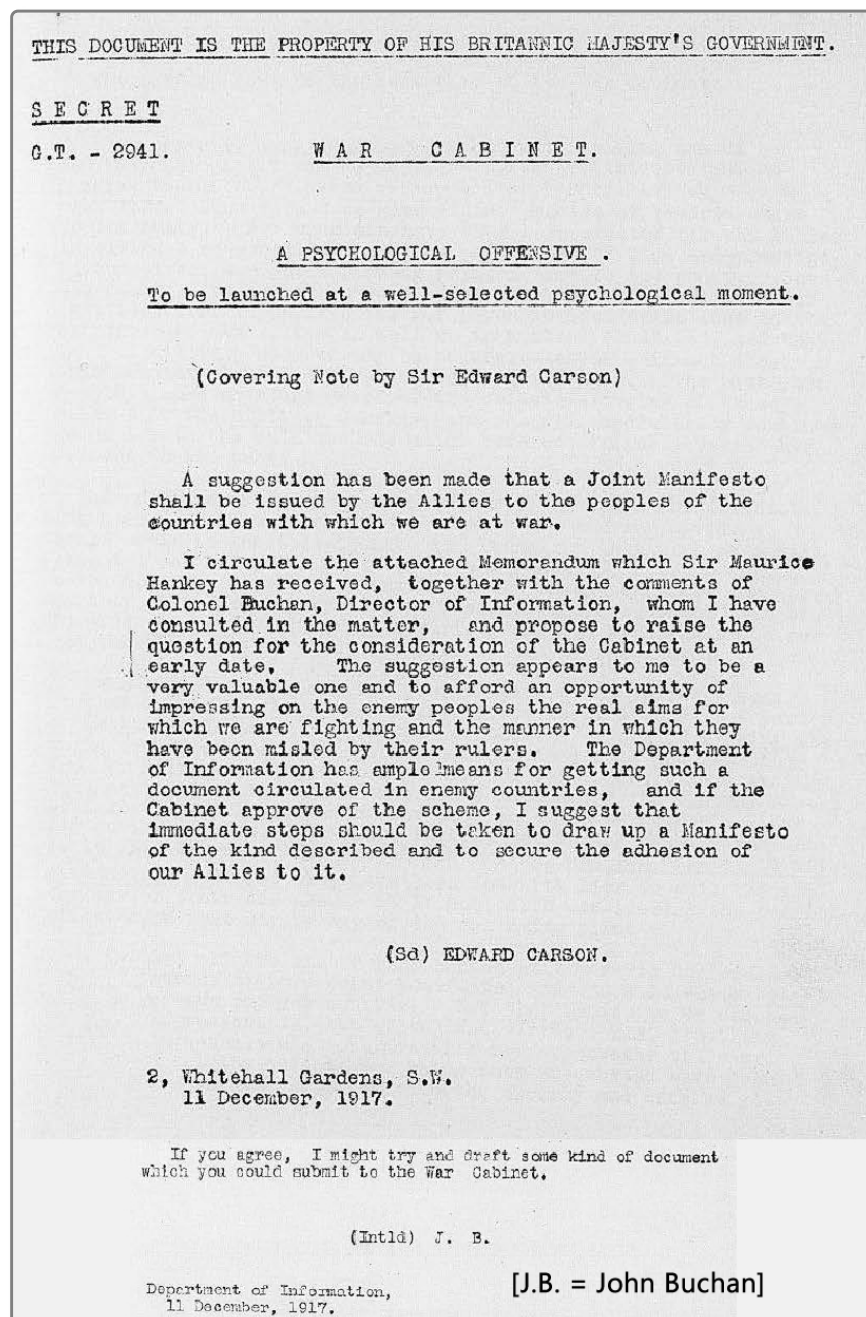 THIS DOCUMENT IS THE PROPERTY OF HIS BRITANNIC MAJESTY'S GOVERNMENT.
SECRET
G.T. - 2941.
WAR CABINET.
A PSYCHOLOGICAL OFFENSIVE.
To be launched at a well-selected psychological moment.
(Covering Note by Sir Edward Carson)
A suggestion has been made that a Joint Manifesto
shall be issued by the Allies to the peoples of the
countries with which we are at war.
I circulate the attached Memorandum which Sir Maurice
Hankey has received, together with the comments of
Colonel Buchan, Director of Information, whom I have
consulted in the matter, and propose to raise the
question for the consideration of the Cabinet at an
early date. The suggestion appears to me to be a
very valuable one and to afford an opportunity of
impressing on the enemy peoples the real aims for
which we are fighting and the manner in which they
have been misled by their rulers. The Department
of Information has ample means for getting such a
document circulated in enemy countries, and if the
Cabinet approve of the scheme, I suggest that
immediate steps should be taken to draw up a Manifesto
of the kind described and to secure the adhesion of
our Allies to it.
(Sd) EDWARD CARSON.
2, Whitehall Gardens, S.W.
11 December, 1917.
If you agree, I might try and draft some kind of document
which you could submit to the War Cabinet.
(Intld) J. B.
[J.B. = John Buchan]
Department of Information,
11 December, 1917.